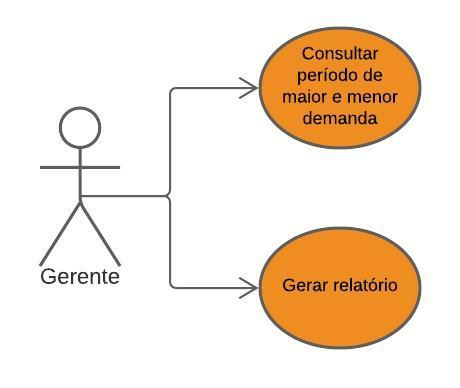 Consultar
período de
maior e menor
demanda
Gerente
Gerar relatório